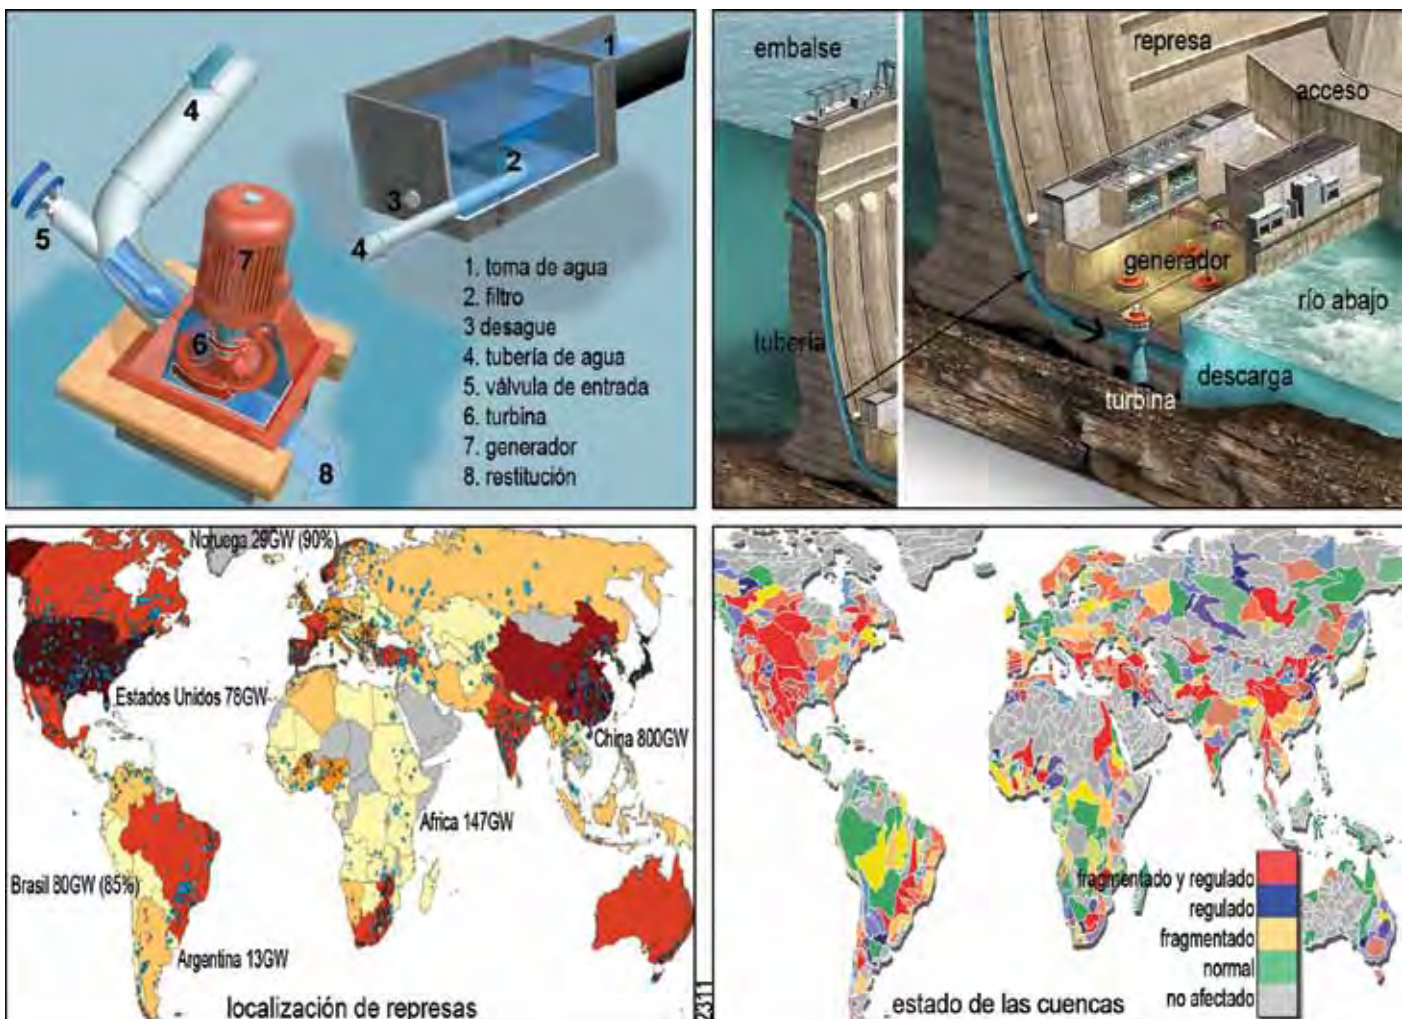 1
2
3
4
4
5
6
7
8
1. toma de agua
2. filtro
3 desague
4. tubería de agua
5. válvula de entrada
6. turbina
7. generador
8. restitución
embalse
represa
acceso
generador
río abajo
tubería
descarga
turbina
Noruega 29GW (90%)
Estados Unidos 78GW
China 800GW
Africa 147GW
Brasil 80GW (85%)
Argentina 13GW
localización de represas
2311
fragmentado y regulado
regulado
fragmentado
normal
no afectado
estado de las cuencas